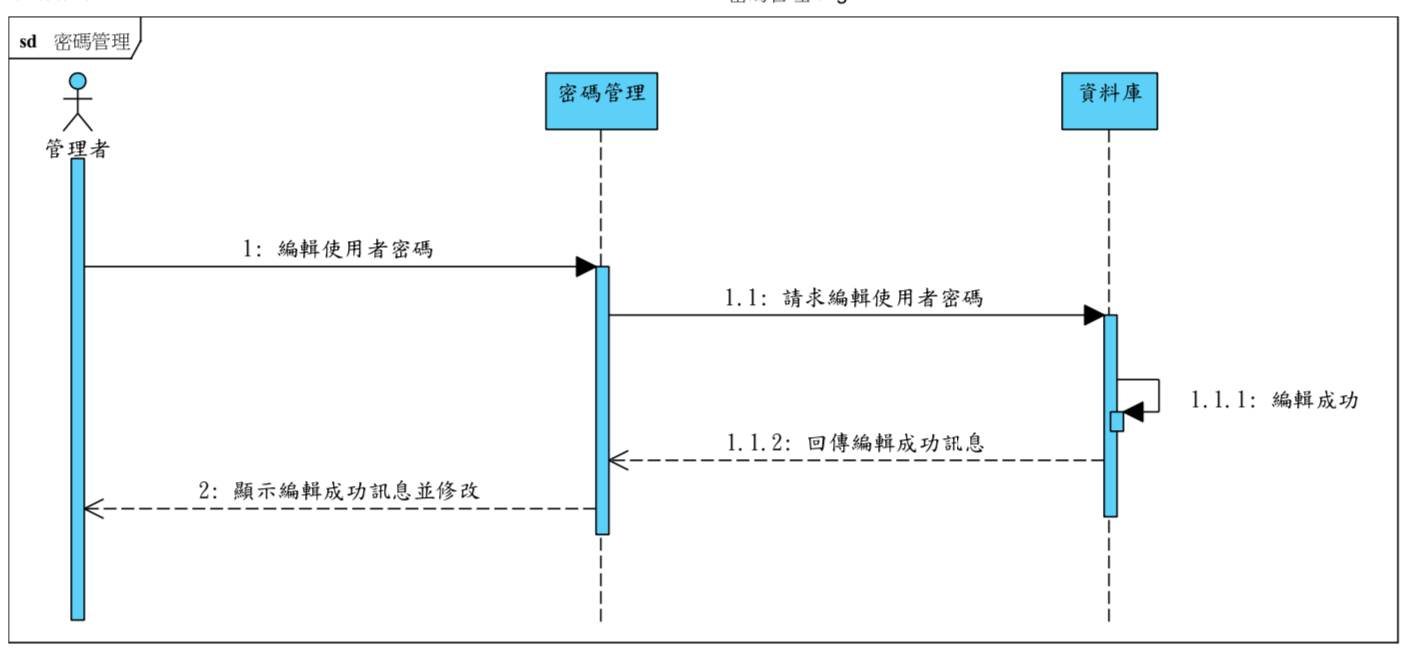 sd 密碼管理
管理者
密碼管理
資料庫
1: 編輯使用者密碼
1.1: 請求編輯使用者密碼
1.1.1: 編輯成功
1.1.2: 回傳編輯成功訊息
2: 顯示編輯成功訊息並修改